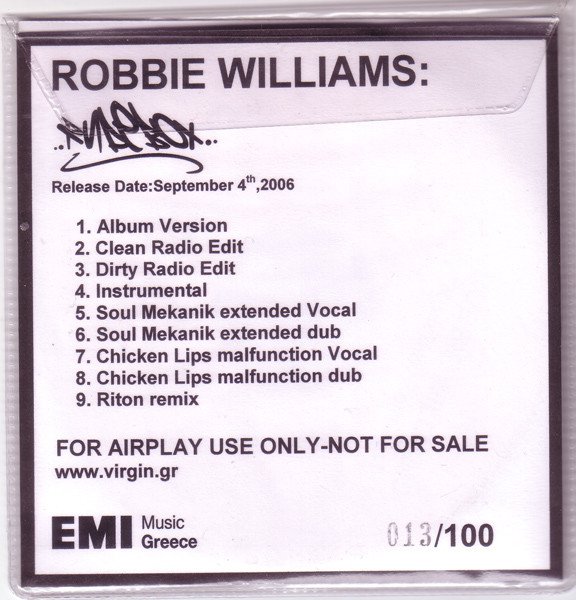 ROBBIE WILLIAMS:
..RUDEBOX..
Release Date:September 4th,2006
1. Album Version
2. Clean Radio Edit
3. Dirty Radio Edit
4. Instrumental
5. Soul Mekanik extended Vocal
6. Soul Mekanik extended dub
7. Chicken Lips malfunction Vocal
8. Chicken Lips malfunction dub
9. Riton remix
FOR AIRPLAY USE ONLY-NOT FOR SALE
www.virgin.gr
EMI Music
Greece
013/100